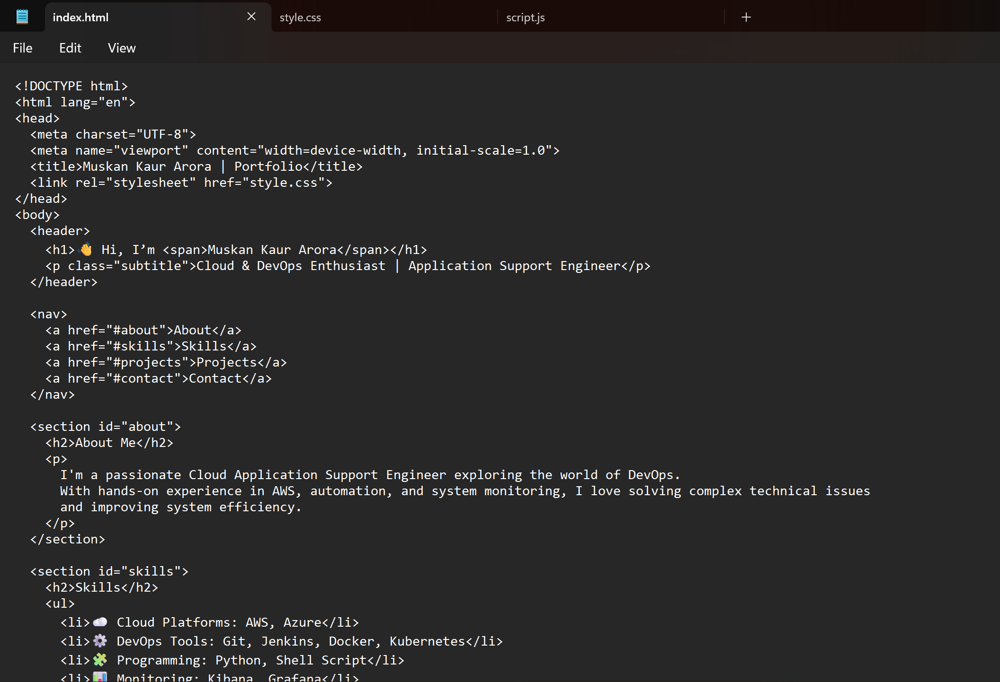 index.html
style.css
script.js
File Edit View
<!DOCTYPE html>
<html lang="en">
<head>
  <meta charset="UTF-8">
  <meta name="viewport" content="width=device-width, initial-scale=1.0">
  <title>Muskan Kaur Arora | Portfolio</title>
  <link rel="stylesheet" href="style.css">
</head>
<body>
  <header>
    <h1>👋 Hi, I’m <span>Muskan Kaur Arora</span></h1>
    <p class="subtitle">Cloud & DevOps Enthusiast | Application Support Engineer</p>
  </header>

  <nav>
    <a href="#about">About</a>
    <a href="#skills">Skills</a>
    <a href="#projects">Projects</a>
    <a href="#contact">Contact</a>
  </nav>

  <section id="about">
    <h2>About Me</h2>
    <p>
      I'm a passionate Cloud Application Support Engineer exploring the world of DevOps.
      With hands-on experience in AWS, automation, and system monitoring, I love solving complex technical issues
      and improving system efficiency.
    </p>
  </section>

  <section id="skills">
    <h2>Skills</h2>
    <ul>
      <li>☁️ Cloud Platforms: AWS, Azure</li>
      <li>⚙️ DevOps Tools: Git, Jenkins, Docker, Kubernetes</li>
      <li>🧩 Programming: Python, Shell Script</li>
      <li>📊 Monitoring: Kibana, Grafana</li>